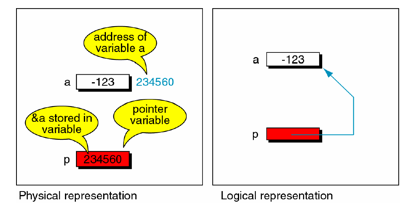 address of
variable a
a -123 234560
&a stored in
variable
pointer
variable
p 234560
Physical representation
a -123
p
Logical representation